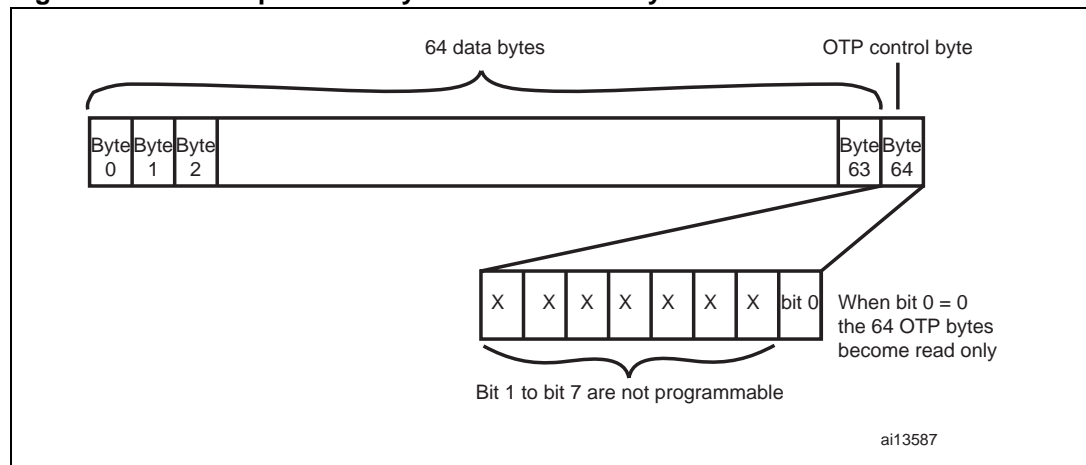 64 data bytes
OTP control byte
Byte 0
Byte 1
Byte 2
Byte 63
Byte 64
X X X X X X X bit 0
When bit 0 = 0
the 64 OTP bytes
become read only
Bit 1 to bit 7 are not programmable
ai13587